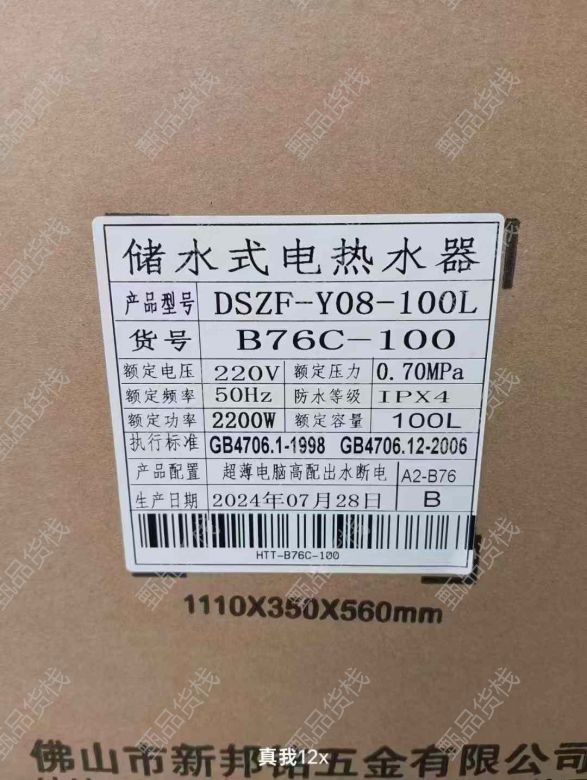 储水式电热水器
产品型号 DSZF-Y08-100L
货号 B76C-100
额定电压 220V 额定压力 0.70MPa
额定频率 50Hz 防水等级 IPX4
额定功率 2200W 额定容量 100L
执行标准 GB4706.1-1998 GB4706.12-2006
产品配置 超薄电脑高配出水断电 A2-B76
生产日期 2024年07月28日 B
HTT-B76C-100
1110X350X560mm
佛山市新邦铂五金有限公司
真我12x
甄品货栈